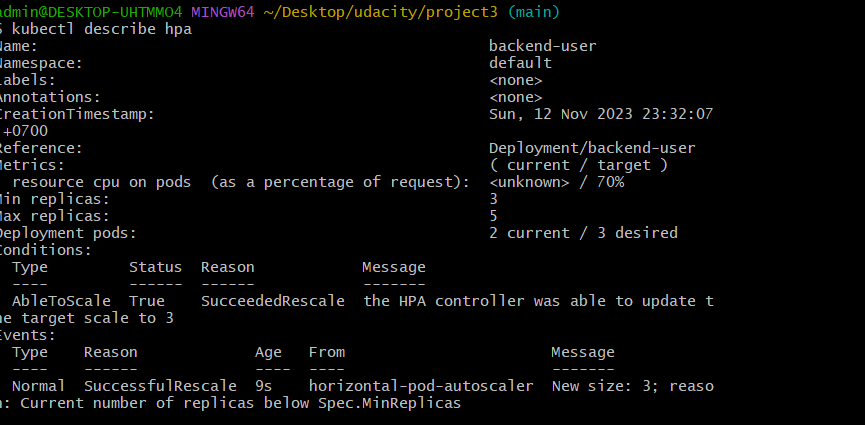 admin@DESKTOP-UHTMMO4 MINGW64 ~/Desktop/udacity/project3 (main)
$ kubectl describe hpa
Name: backend-user
Namespace: default
Labels: <none>
Annotations: <none>
CreationTimestamp: Sun, 12 Nov 2023 23:32:07
+0700
Reference: Deployment/backend-user
Metrics: ( current / target )
resource cpu on pods (as a percentage of request): <unknown> / 70%
Min replicas: 3
Max replicas: 5
Deployment pods: 2 current / 3 desired
Conditions:
Type Status Reason Message
---- ------ ------ -------
AbleToScale True SucceededRescale the HPA controller was able to update t
he target scale to 3
Events:
Type Reason Age From Message
---- ------ ---- ---- -------
Normal SuccessfulRescale 9s horizontal-pod-autoscaler New size: 3; reaso
n: Current number of replicas below Spec.MinReplicas